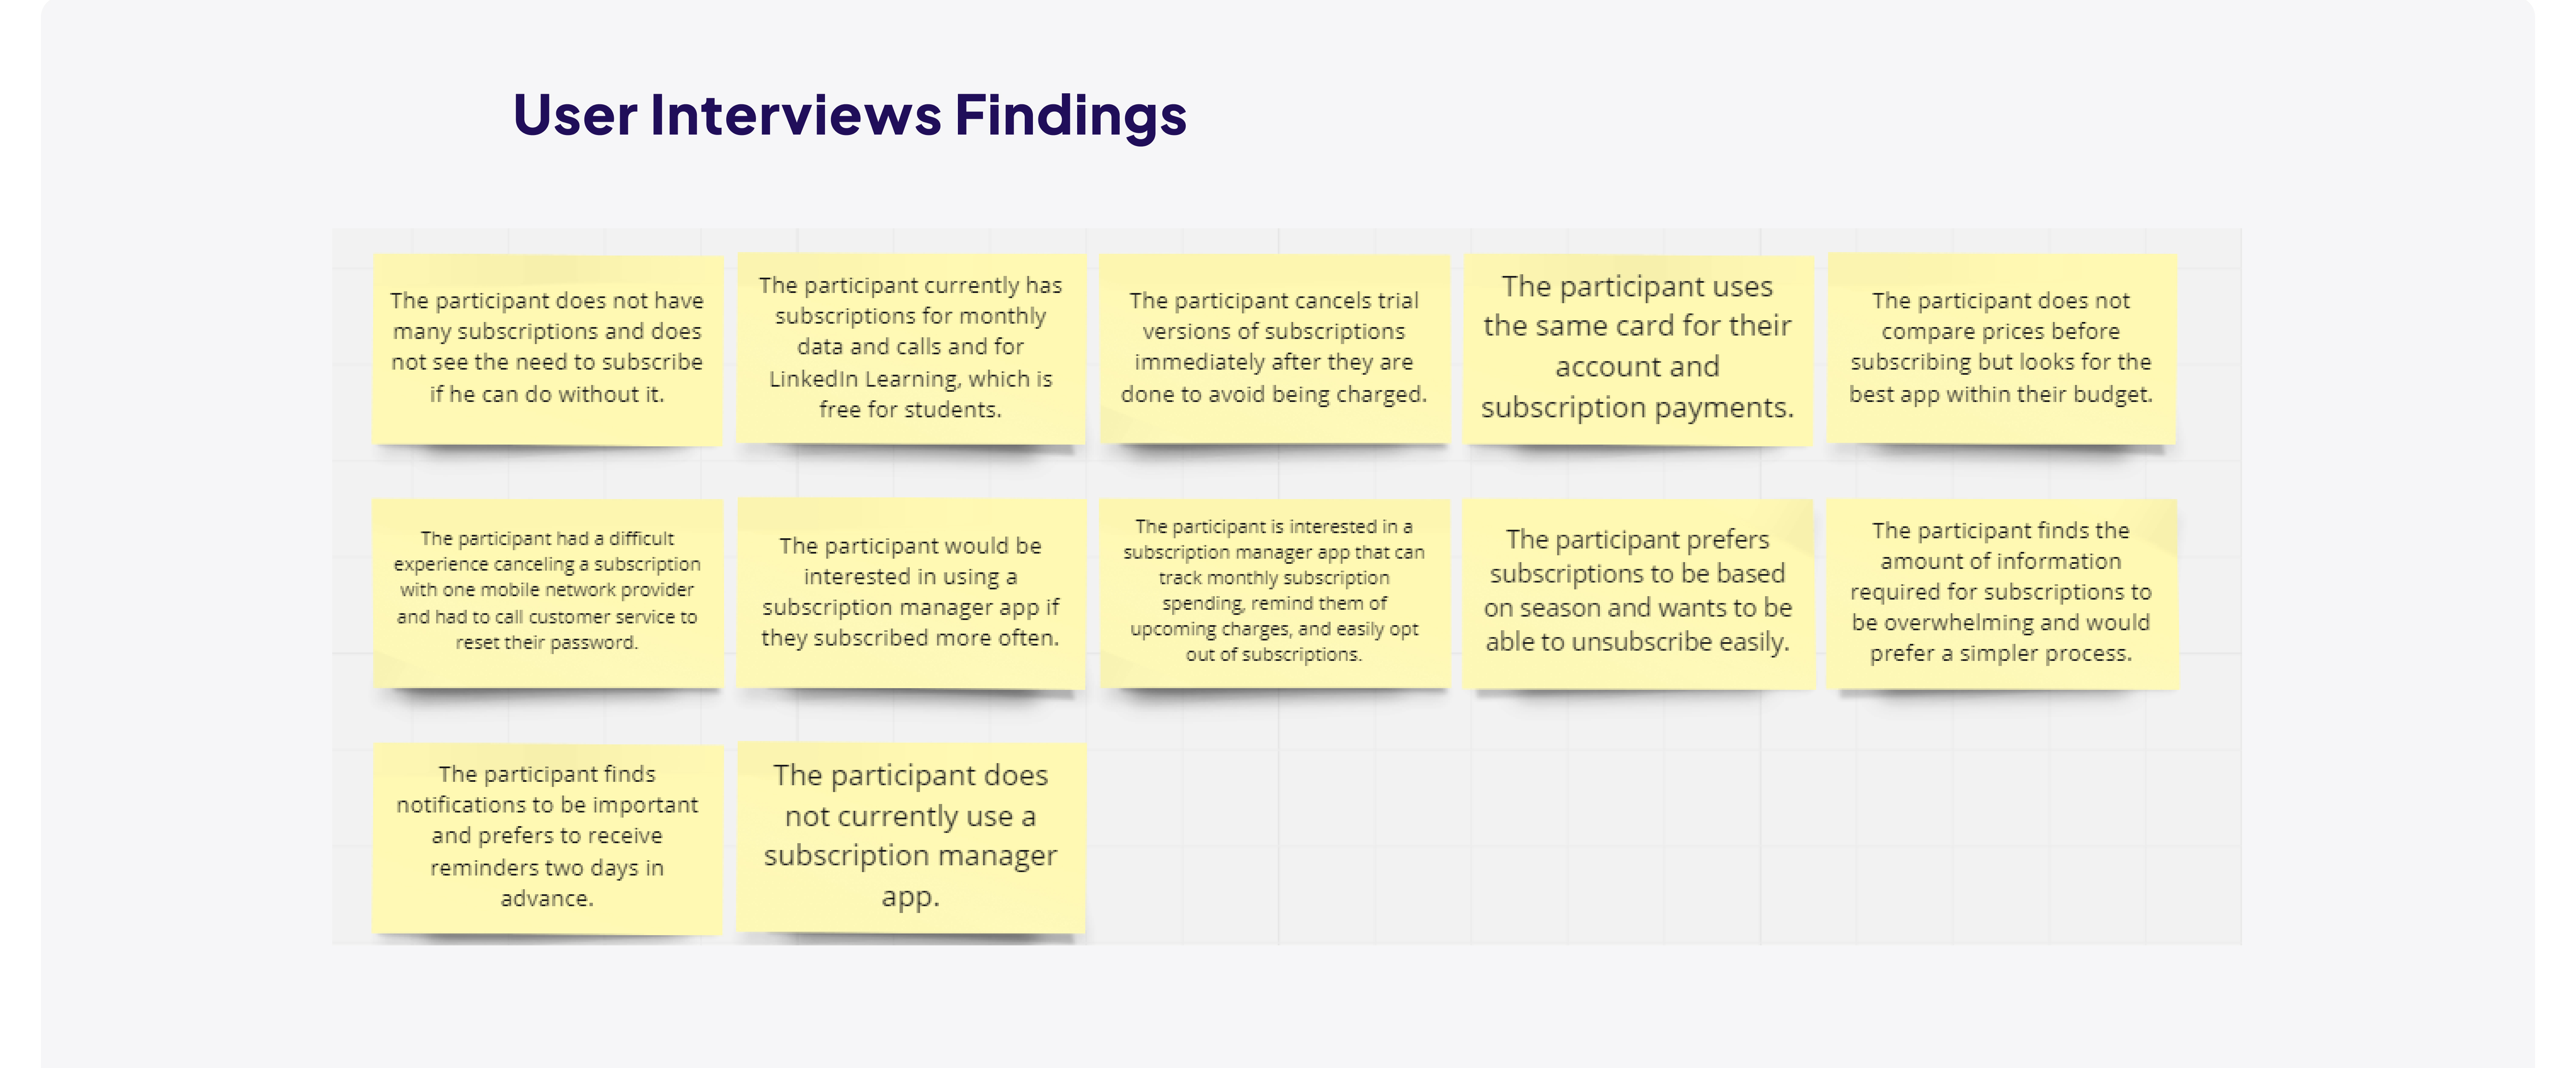 User Interviews Findings
The participant does not have
many subscriptions and does
not see the need to subscribe
if he can do without it.
The participant currently has
subscriptions for monthly
data and calls and for
LinkedIn Learning, which is
free for students.
The participant cancels trial
versions of subscriptions
immediately after they are
done to avoid being charged.
The participant uses
the same card for their
account and
subscription payments.
The participant does not
compare prices before
subscribing but looks for the
best app within their budget.
The participant had a difficult
experience canceling a subscription
with one mobile network provider
and had to call customer service to
reset their password.
The participant would be
interested in using a
subscription manager app if
they subscribed more often.
The participant is interested in a
subscription manager app that can
track monthly subscription
spending, remind them of
upcoming charges, and easily opt
out of subscriptions.
The participant prefers
subscriptions to be based
on season and wants to be
able to unsubscribe easily.
The participant finds the
amount of information
required for subscriptions to
be overwhelming and would
prefer a simpler process.
The participant finds
notifications to be important
and prefers to receive
reminders two days in
advance.
The participant does
not currently use a
subscription manager
app.